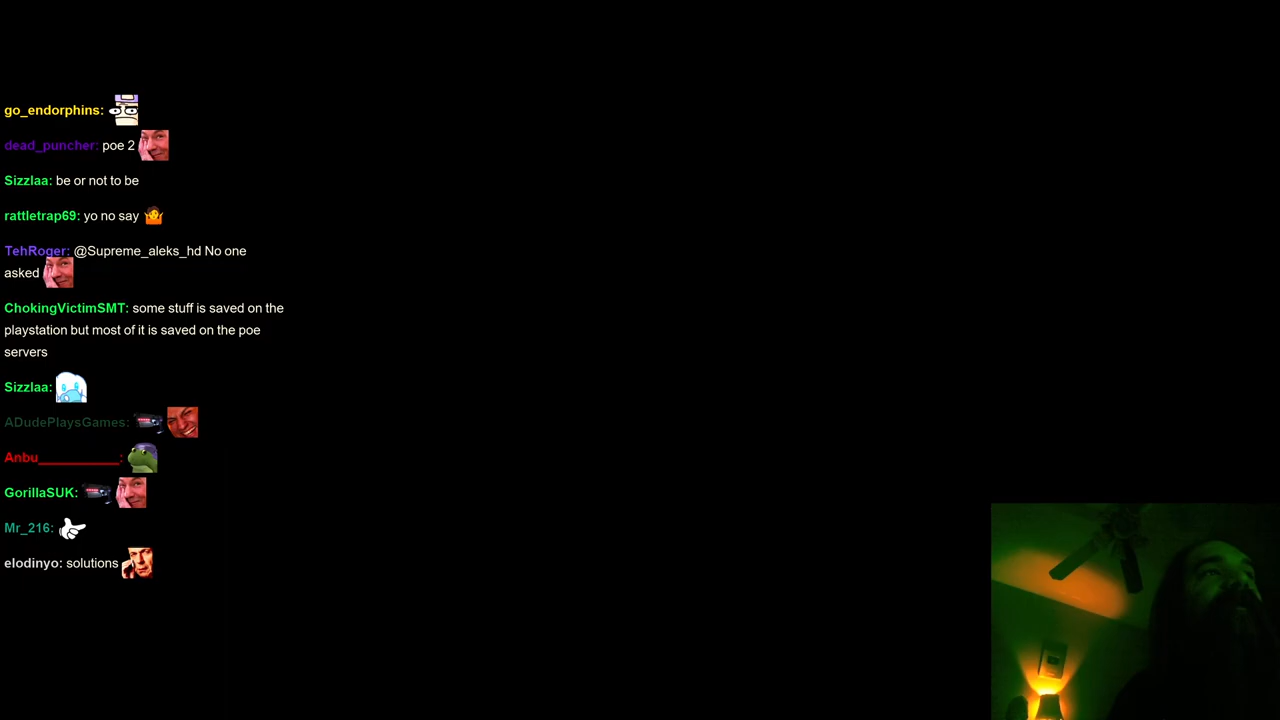 go_endorphins:
dead_puncher: poe 2
Sizzlaa: be or not to be
rattletrap69: yo no say
TehRoger: @Supreme_aleks_hd No one
asked
ChokingVictimSMT: some stuff is saved on the
playstation but most of it is saved on the poe
servers
Sizzlaa:
ADudePlaysGames:
Anbu___________:
GorillaSUK:
Mr_216:
elodinyo: solutions